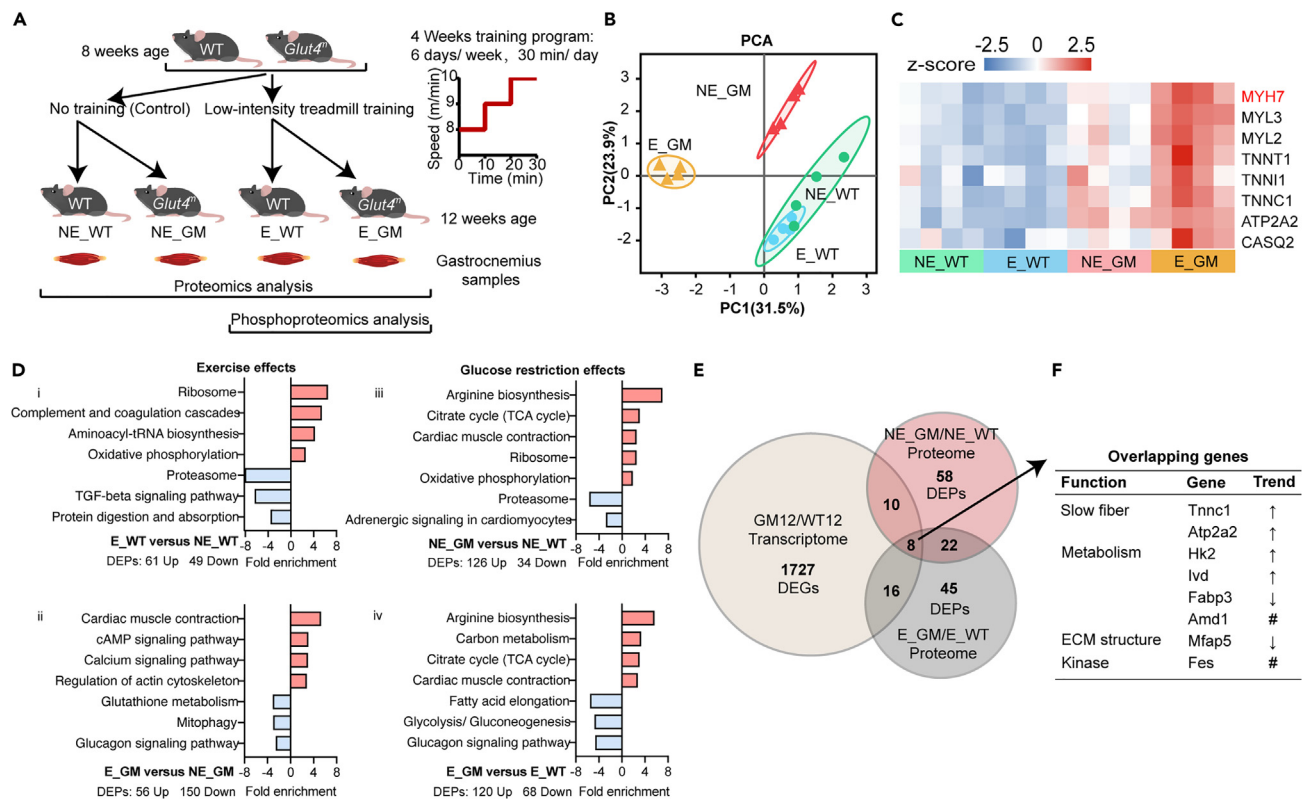 A
8 weeks age
WT
Glut4ᵐ
4 Weeks training program:
6 days/ week, 30 min/ day
No training (Control)
Low-intensity treadmill training
Speed (m/min)
10
9
8
0 10 20 30
Time (min)
WT
Glut4ᵐ
WT
Glut4ᵐ
12 weeks age
NE_WT
NE_GM
E_WT
E_GM
Gastrocnemius
samples
Proteomics analysis
Phosphoproteomics analysis
B
PCA
PC2(23.9%)
3
2
1
0
-1
-2
NE_GM
E_GM
NE_WT
E_WT
-3 -2 -1 0 1 2 3
PC1(31.5%)
C
-2.5 0 2.5
z-score
MYH7
MYL3
MYL2
TNNT1
TNNI1
TNNC1
ATP2A2
CASQ2
NE_WT E_WT NE_GM E_GM
D
Exercise effects
i
Ribosome
Complement and coagulation cascades
Aminoacyl-tRNA biosynthesis
Oxidative phosphorylation
Proteasome
TGF-beta signaling pathway
Protein digestion and absorption
-8 -4 0 4 8
E_WT versus NE_WT
DEPs: 61 Up 49 Down
Fold enrichment
ii
Cardiac muscle contraction
cAMP signaling pathway
Calcium signaling pathway
Regulation of actin cytoskeleton
Glutathione metabolism
Mitophagy
Glucagon signaling pathway
-8 -4 0 4 8
E_GM versus NE_GM
DEPs: 56 Up 150 Down
Fold enrichment
Glucose restriction effects
iii
Arginine biosynthesis
Citrate cycle (TCA cycle)
Cardiac muscle contraction
Ribosome
Oxidative phosphorylation
Proteasome
Adrenergic signaling in cardiomyocytes
-8 -4 0 4 8
NE_GM versus NE_WT
DEPs: 126 Up 34 Down
Fold enrichment
iv
Arginine biosynthesis
Carbon metabolism
Citrate cycle (TCA cycle)
Cardiac muscle contraction
Fatty acid elongation
Glycolysis/ Gluconeogenesis
Glucagon signaling pathway
-8 -4 0 4 8
E_GM versus E_WT
DEPs: 120 Up 68 Down
Fold enrichment
E
NE_GM/NE_WT
Proteome
58
DEPs
10
GM12/WT12
Transcriptome
1727
DEGs
8
22
16
45
DEPs
E_GM/E_WT
Proteome
F
Overlapping genes
Function Gene Trend
Slow fiber Tnnc1 ↑
Atp2a2 ↑
Metabolism Hk2 ↑
Ivd ↑
Fabp3 ↓
Amd1 #
ECM structure Mfap5 ↓
Kinase Fes #